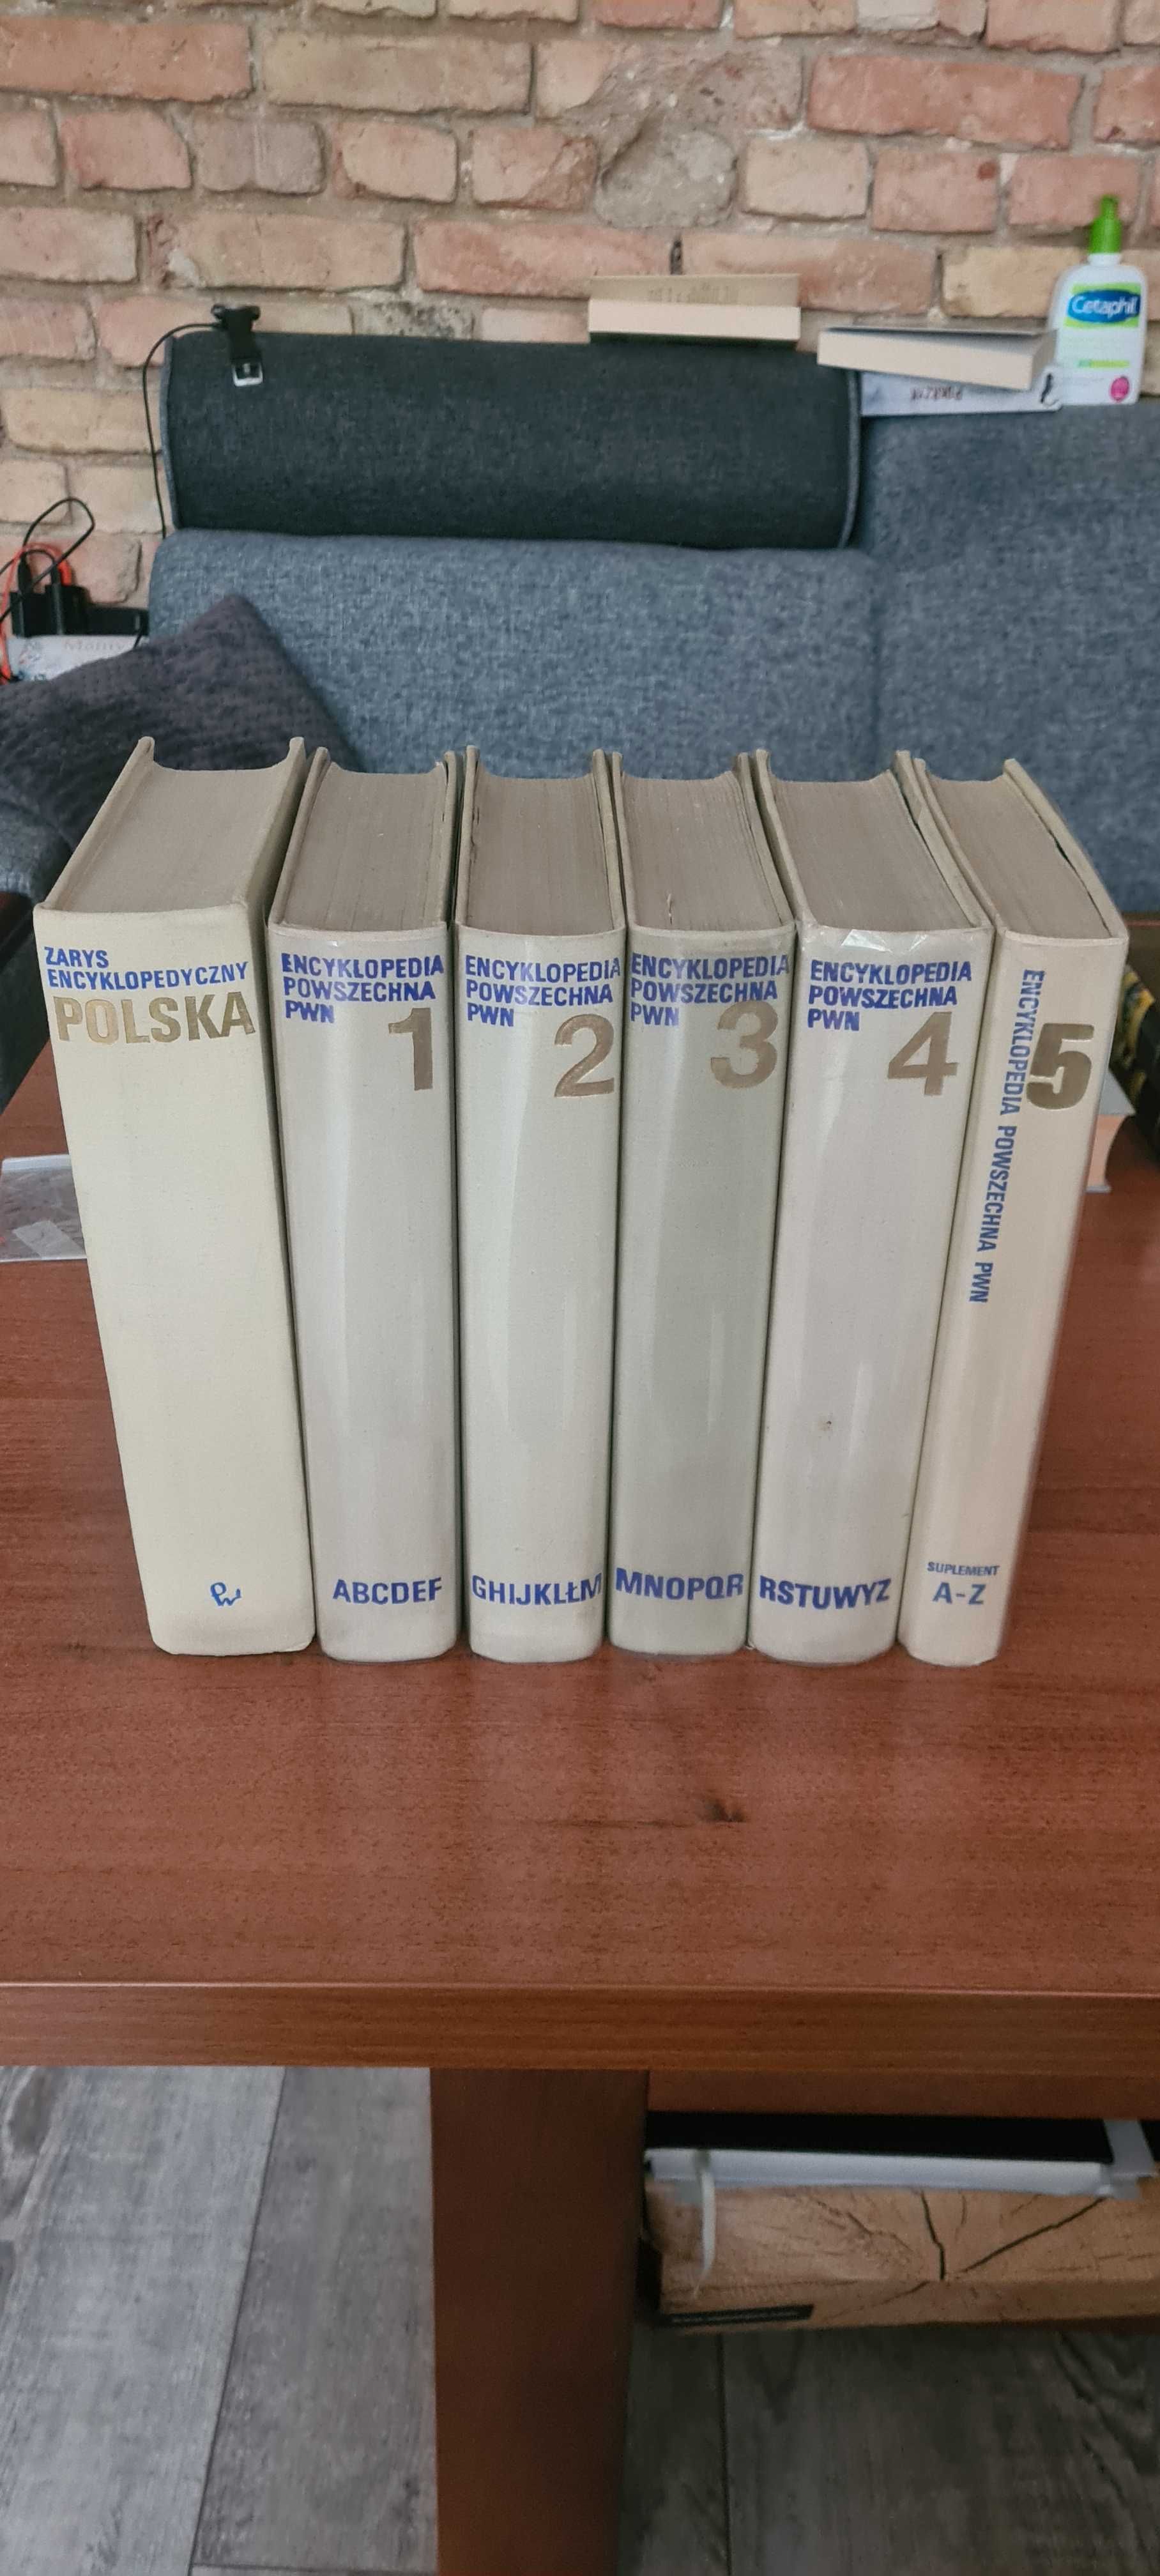 Cetaphil
ZARYS
ENCYKLOPEDYCZNY
POLSKA
ENCYKLOPEDIA
POWSZECHNA
PWN
1
ABCDEF
ENCYKLOPEDIA
POWSZECHNA
PWN
2
GHIJKLŁM
ENCYKLOPEDIA
POWSZECHNA
PWN
3
MNOPQR
ENCYKLOPEDIA
POWSZECHNA
PWN
4
RSTUWYZ
ENCYKLOPEDIA POWSZECHNA PWN
5
SUPLEMENT
A-Z